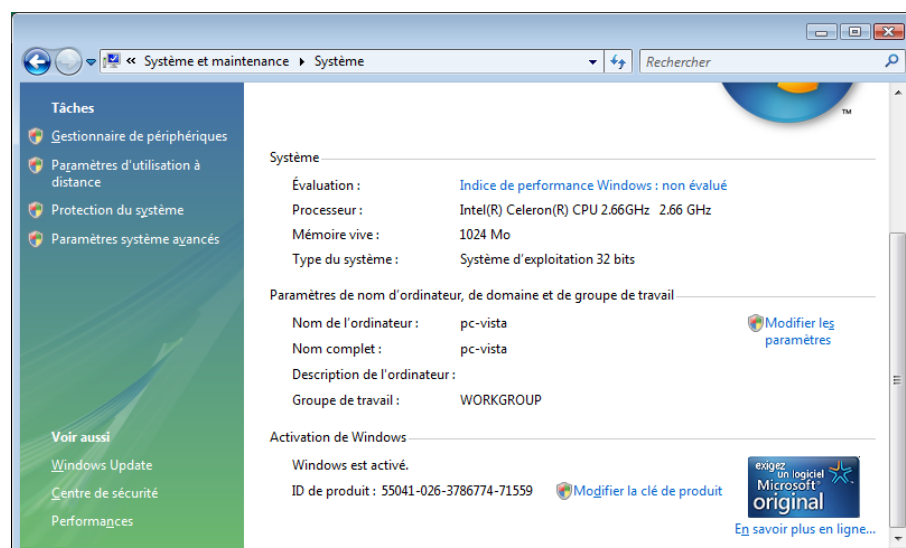 « Système et maintenance ▸ Système
Rechercher
Tâches
Gestionnaire de périphériques
Paramètres d'utilisation à
distance
Protection du système
Paramètres système avancés
Voir aussi
Windows Update
Centre de sécurité
Performances
TM
Système
Évaluation : Indice de performance Windows : non évalué
Processeur : Intel(R) Celeron(R) CPU 2.66GHz 2.66 GHz
Mémoire vive : 1024 Mo
Type du système : Système d'exploitation 32 bits
Paramètres de nom d'ordinateur, de domaine et de groupe de travail
Nom de l'ordinateur : pc-vista
Modifier les
paramètres
Nom complet : pc-vista
Description de l'ordinateur :
Groupe de travail : WORKGROUP
Activation de Windows
Windows est activé.
ID de produit : 55041-026-3786774-71559 Modifier la clé de produit
exigez
un logiciel
Microsoft®
original
En savoir plus en ligne...